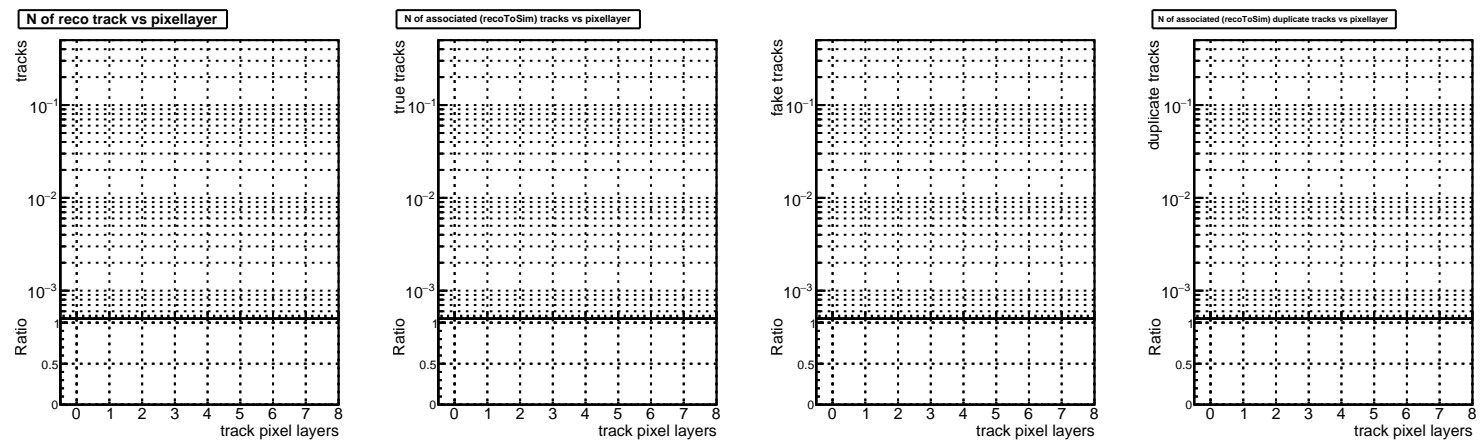 N of reco track vs pixellayer
tracks
10⁻¹
10⁻²
10⁻³
Ratio
1
0.5
0
0 1 2 3 4 5 6 7 8
track pixel layers
N of associated (recoToSim) tracks vs pixellayer
true tracks
10⁻¹
10⁻²
10⁻³
Ratio
1
0.5
0
0 1 2 3 4 5 6 7 8
track pixel layers
fake tracks
10⁻¹
10⁻²
10⁻³
Ratio
1
0.5
0
0 1 2 3 4 5 6 7 8
track pixel layers
N of associated (recoToSim) duplicate tracks vs pixellayer
duplicate tracks
10⁻¹
10⁻²
10⁻³
Ratio
1
0.5
0
0 1 2 3 4 5 6 7 8
track pixel layers